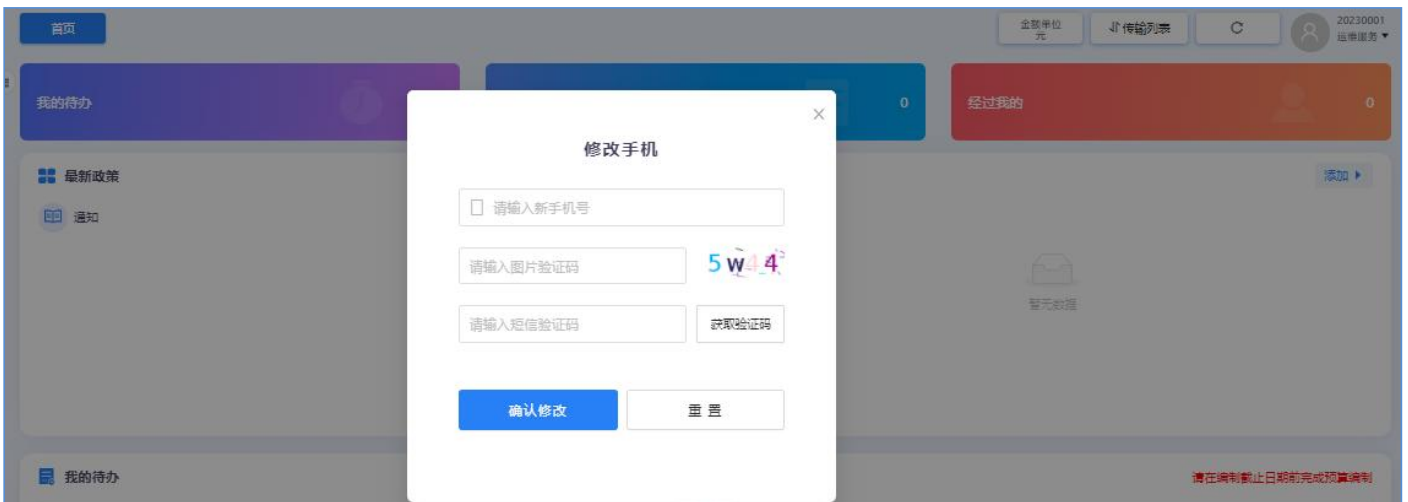 首页
金额单位
元
传输列表
20230001
运维服务
我的待办
0
经过我的
0
修改手机
最新政策
添加
请输入新手机号
通知
请输入图片验证码
5w44
请输入短信验证码
获取验证码
暂无数据
确认修改
重置
我的待办
请在编制截止日期前完成预算编制